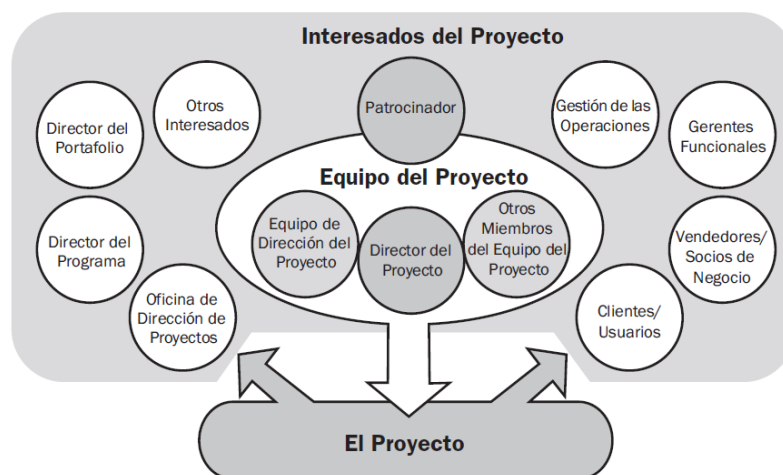 Interesados del Proyecto
Director del
Portafolio
Otros
Interesados
Patrocinador
Gestión de las
Operaciones
Gerentes
Funcionales
Equipo del Proyecto
Director del
Programa
Equipo de
Dirección del
Proyecto
Director del
Proyecto
Otros
Miembros
del Equipo del
Proyecto
Vendedores/
Socios de
Negocio
Oficina de
Dirección de
Proyectos
Clientes/
Usuarios
El Proyecto